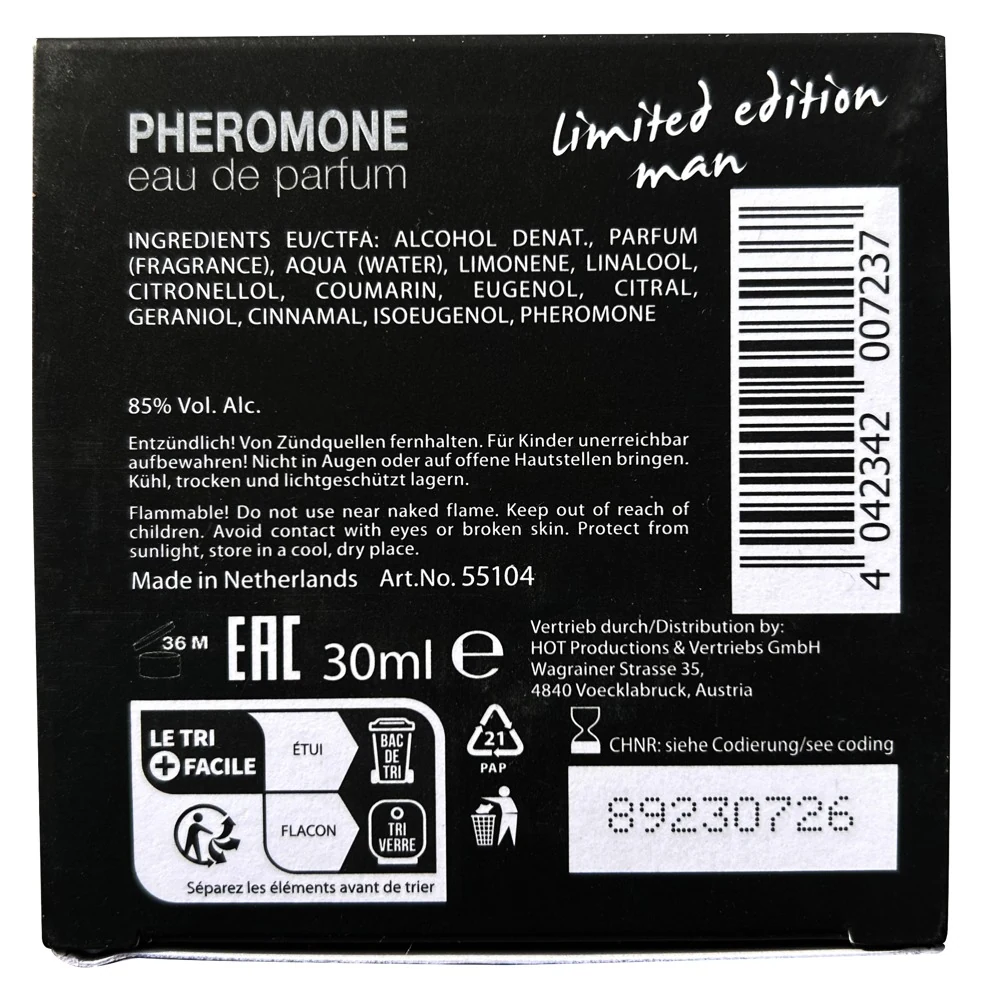 PHEROMONE
eau de parfum
limited edition
man
INGREDIENTS EU/CTFA: ALCOHOL DENAT., PARFUM
(FRAGRANCE), AQUA (WATER), LIMONENE, LINALOOL,
CITRONELLOL, COUMARIN, EUGENOL, CITRAL,
GERANIOL, CINNAMAL, ISOEUGENOL, PHEROMONE
85% Vol. Alc.
Entzündlich! Von Zündquellen fernhalten. Für Kinder unerreichbar
aufbewahren! Nicht in Augen oder auf offene Hautstellen bringen.
Kühl, trocken und lichtgeschützt lagern.
Flammable! Do not use near naked flame. Keep out of reach of
children. Avoid contact with eyes or broken skin. Protect from
sunlight, store in a cool, dry place.
Made in Netherlands Art.No. 55104
4 042342 007237
36 M
EAC
30ml e
Vertrieb durch/Distribution by:
HOT Productions & Vertriebs GmbH
Wagrainer Strasse 35,
4840 Voecklabruck, Austria
LE TRI
+ FACILE
ÉTUI
BAC
DE
TRI
FLACON
TRI
VERRE
Séparez les éléments avant de trier
21
PAP
CHNR: siehe Codierung/see coding
89230726